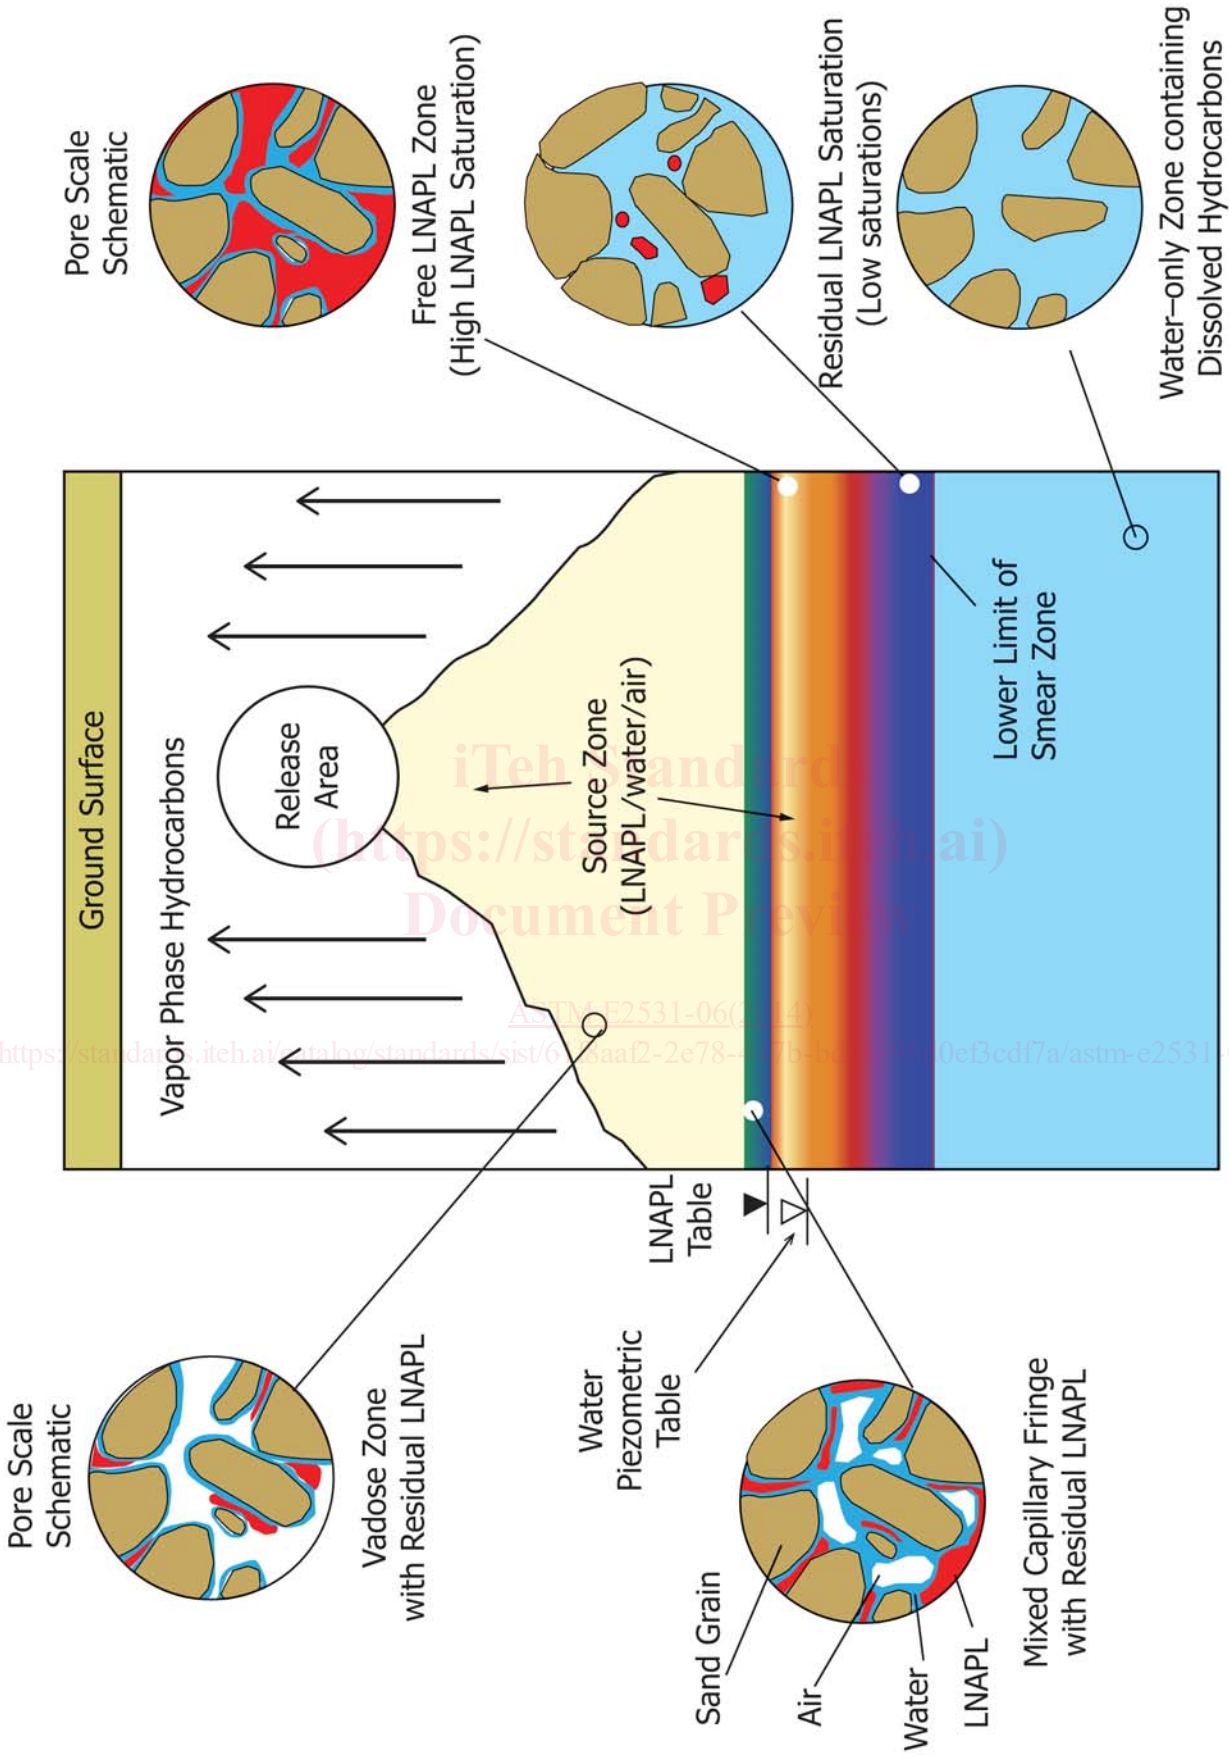 Pore Scale
Schematic
Vadose Zone
with Residual LNAPL
Water
Piezometric
Table
LNAPL
Table
Sand Grain
Air
Water
LNAPL
Mixed Capillary Fringe
with Residual LNAPL
Ground Surface
Vapor Phase Hydrocarbons
Release
Area
Source Zone
(LNAPL/water/air)
Lower Limit of
Smear Zone
Pore Scale
Schematic
Free LNAPL Zone
(High LNAPL Saturation)
Residual LNAPL Saturation
(Low saturations)
Water-only Zone containing
Dissolved Hydrocarbons
iTeh Standards
(https://standards.iteh.ai)
Document Preview
ASTM E2531-06(2014)